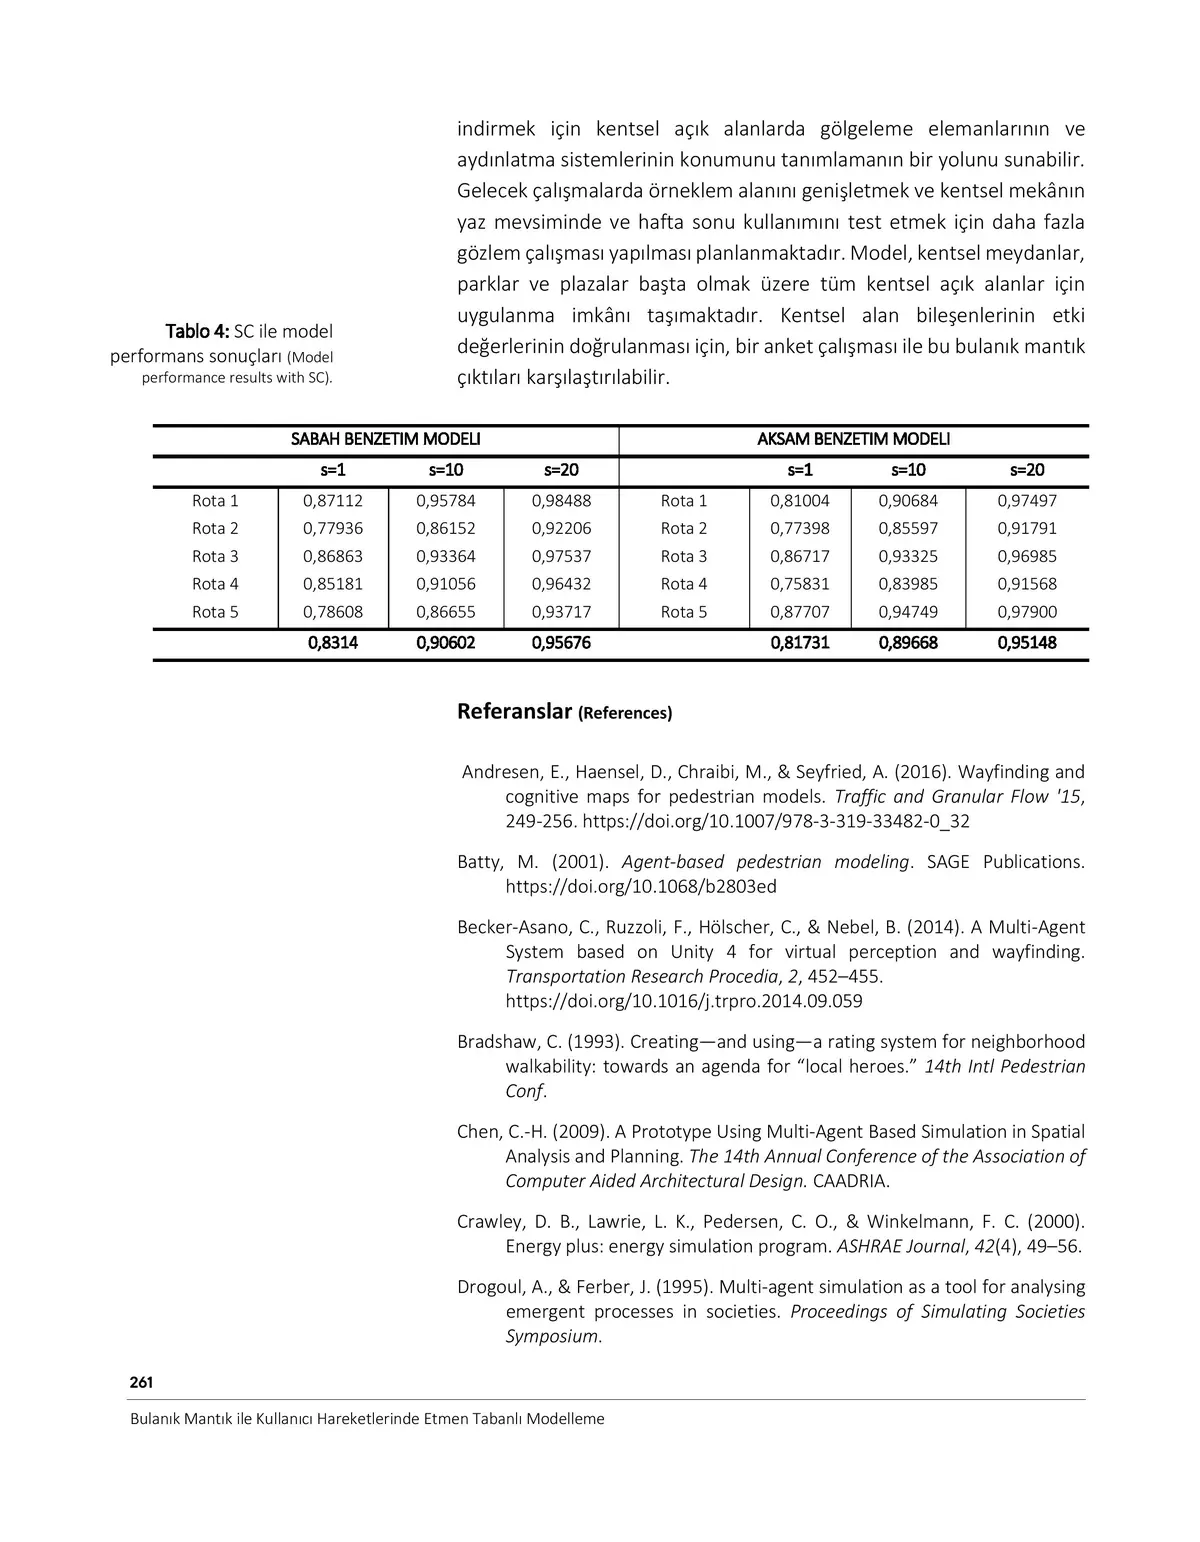 indirmek için kentsel açık alanlarda gölgeleme elemanlarının ve
aydınlatma sistemlerinin konumunu tanımlamanın bir yolunu sunabilir.
Gelecek çalışmalarda örneklem alanını genişletmek ve kentsel mekânın
yaz mevsiminde ve hafta sonu kullanımını test etmek için daha fazla
gözlem çalışması yapılması planlanmaktadır. Model, kentsel meydanlar,
parklar ve plazalar başta olmak üzere tüm kentsel açık alanlar için
uygulanma imkânı taşımaktadır. Kentsel alan bileşenlerinin etki
değerlerinin doğrulanması için, bir anket çalışması ile bu bulanık mantık
çıktıları karşılaştırılabilir.
Tablo 4: SC ile model
performans sonuçları (Model
performance results with SC).
SABAH BENZETIM MODELI AKSAM BENZETIM MODELI
s=1 s=10 s=20 s=1 s=10 s=20
Rota 1 0,87112 0,95784 0,98488 Rota 1 0,81004 0,90684 0,97497
Rota 2 0,77936 0,86152 0,92206 Rota 2 0,77398 0,85597 0,91791
Rota 3 0,86863 0,93364 0,97537 Rota 3 0,86717 0,93325 0,96985
Rota 4 0,85181 0,91056 0,96432 Rota 4 0,75831 0,83985 0,91568
Rota 5 0,78608 0,86655 0,93717 Rota 5 0,87707 0,94749 0,97900
0,8314 0,90602 0,95676 0,81731 0,89668 0,95148
Referanslar (References)
Andresen, E., Haensel, D., Chraibi, M., & Seyfried, A. (2016). Wayfinding and
cognitive maps for pedestrian models. Traffic and Granular Flow '15,
249-256. https://doi.org/10.1007/978-3-319-33482-0_32
Batty, M. (2001). Agent-based pedestrian modeling. SAGE Publications.
https://doi.org/10.1068/b2803ed
Becker-Asano, C., Ruzzoli, F., Hölscher, C., & Nebel, B. (2014). A Multi-Agent
System based on Unity 4 for virtual perception and wayfinding.
Transportation Research Procedia, 2, 452–455.
https://doi.org/10.1016/j.trpro.2014.09.059
Bradshaw, C. (1993). Creating—and using—a rating system for neighborhood
walkability: towards an agenda for “local heroes.” 14th Intl Pedestrian
Conf.
Chen, C.-H. (2009). A Prototype Using Multi-Agent Based Simulation in Spatial
Analysis and Planning. The 14th Annual Conference of the Association of
Computer Aided Architectural Design. CAADRIA.
Crawley, D. B., Lawrie, L. K., Pedersen, C. O., & Winkelmann, F. C. (2000).
Energy plus: energy simulation program. ASHRAE Journal, 42(4), 49–56.
Drogoul, A., & Ferber, J. (1995). Multi-agent simulation as a tool for analysing
emergent processes in societies. Proceedings of Simulating Societies
Symposium.
261
Bulanık Mantık ile Kullanıcı Hareketlerinde Etmen Tabanlı Modelleme